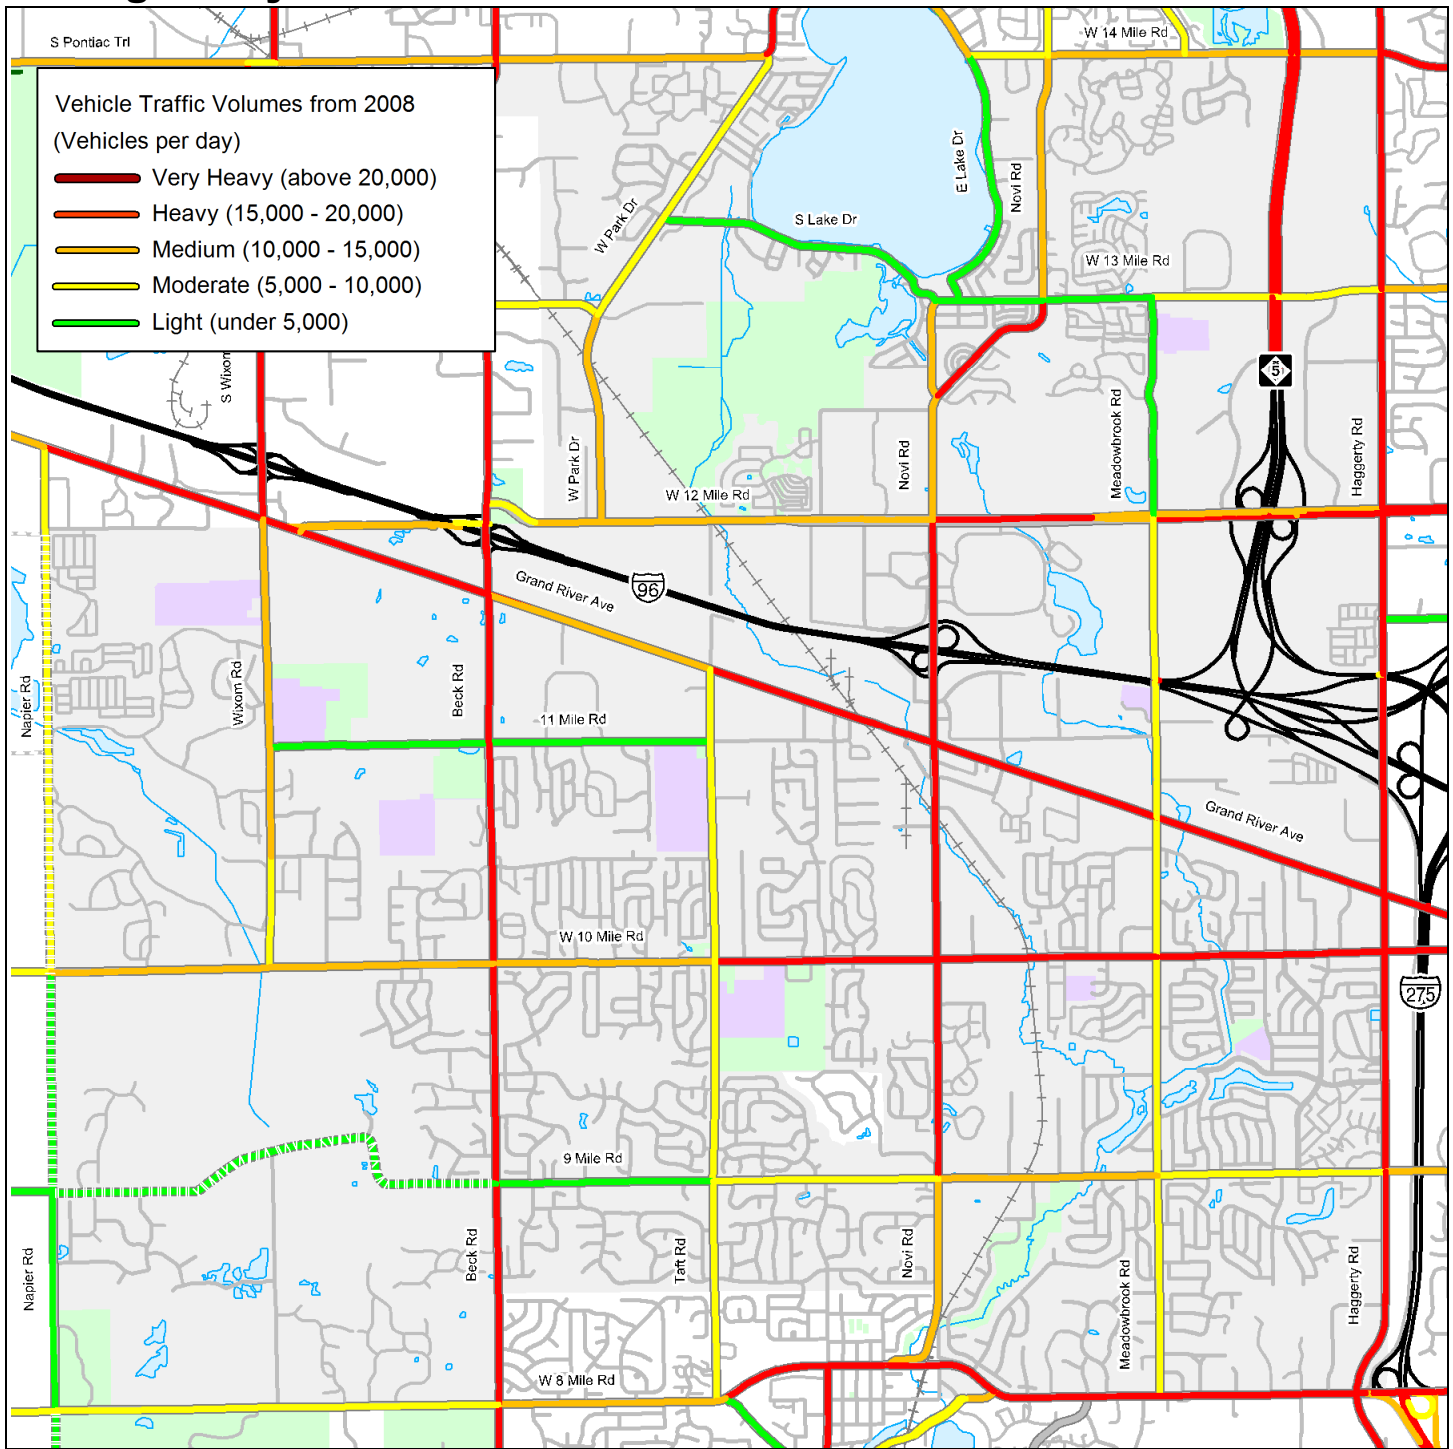 S Pontiac Trl
W 14 Mile Rd
Vehicle Traffic Volumes from 2008
(Vehicles per day)
Very Heavy (above 20,000)
Heavy (15,000 - 20,000)
Medium (10,000 - 15,000)
Moderate (5,000 - 10,000)
Light (under 5,000)
E Lake Dr
Novi Rd
W Park Dr
S Lake Dr
W 13 Mile Rd
S Wixom
5
W Park Dr
Novi Rd
Meadowbrook Rd
Haggerty Rd
W 12 Mile Rd
Grand River Ave
96
Napier Rd
Wixom Rd
Beck Rd
11 Mile Rd
Grand River Ave
W 10 Mile Rd
275
9 Mile Rd
Napier Rd
Beck Rd
Taft Rd
Novi Rd
Meadowbrook Rd
Haggerty Rd
W 8 Mile Rd